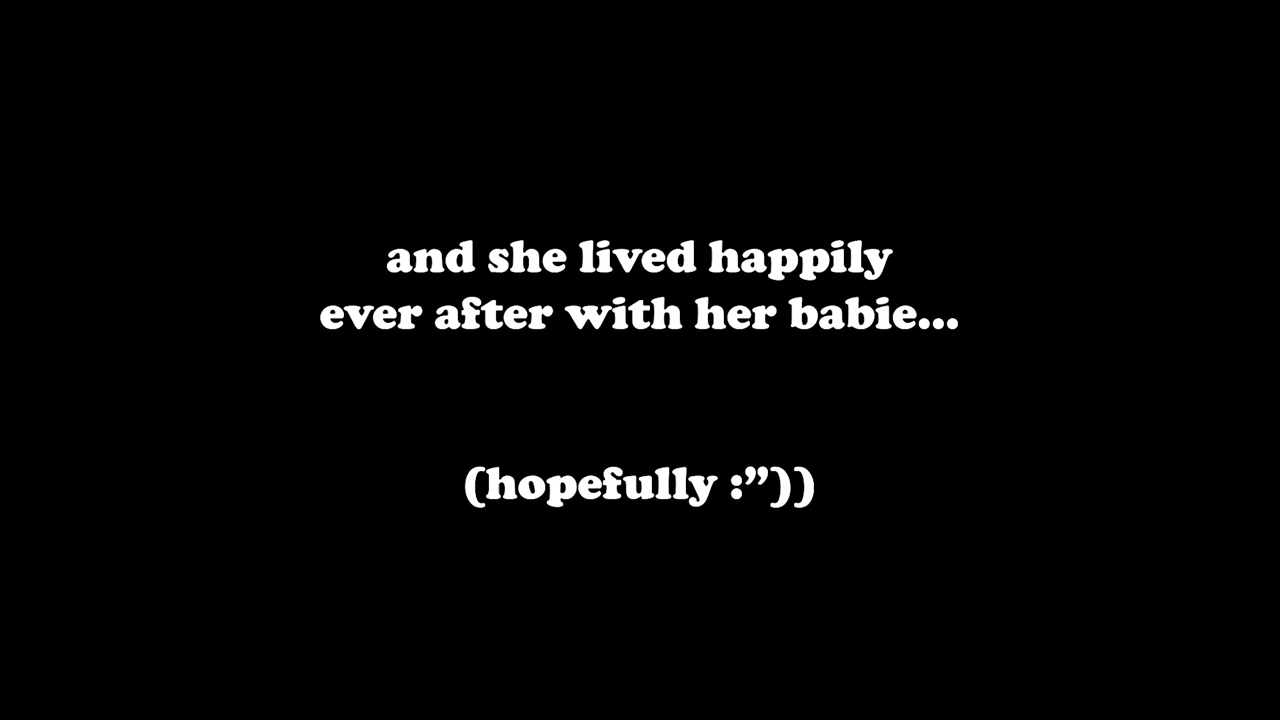 and she lived happily
ever after with her babie...
(hopefully :”))